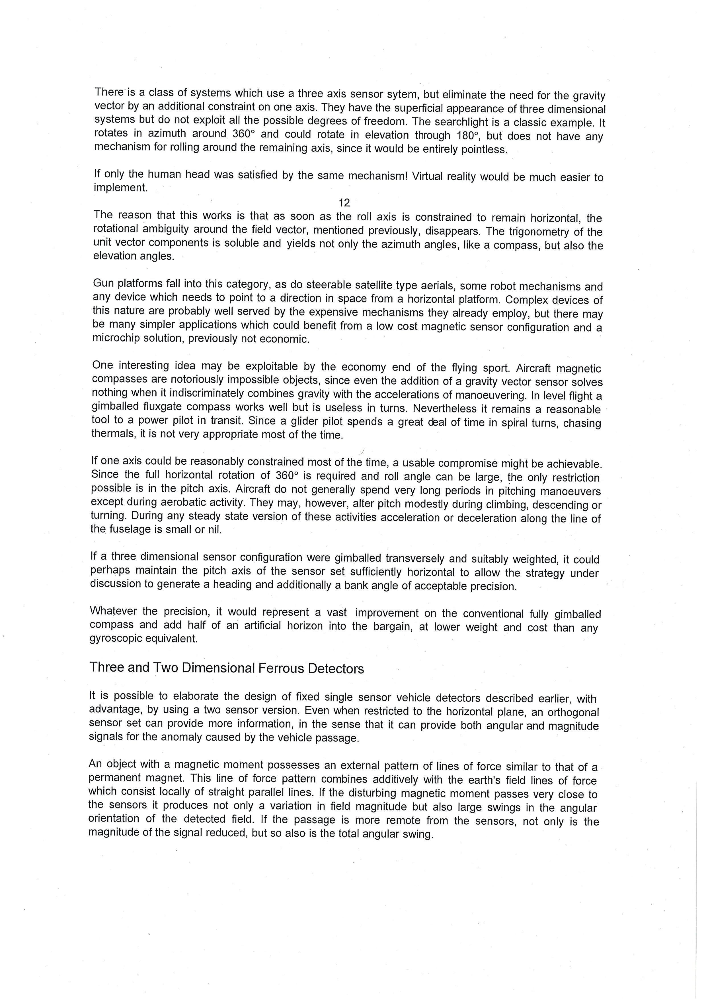 There is a class of systems which use a three axis sensor sytem, but eliminate the need for the gravity
vector by an additional constraint on one axis. They have the superficial appearance of three dimensional
systems but do not exploit all the possible degrees of freedom. The searchlight is a classic example. It
rotates in azimuth around 360° and could rotate in elevation through 180°, but does not have any
mechanism for rolling around the remaining axis, since it would be entirely pointless.
If only the human head was satisfied by the same mechanism! Virtual reality would be much easier to
implement.
12
The reason that this works is that as soon as the roll axis is constrained to remain horizontal, the
rotational ambiguity around the field vector, mentioned previously, disappears. The trigonometry of the
unit vector components is soluble and yields not only the azimuth angles, like a compass, but also the
elevation angles.
Gun platforms fall into this category, as do steerable satellite type aerials, some robot mechanisms and
any device which needs to point to a direction in space from a horizontal platform. Complex devices of
this nature are probably well served by the expensive mechanisms they already employ, but there may
be many simpler applications which could benefit from a low cost magnetic sensor configuration and a
microchip solution, previously not economic.
One interesting idea may be exploitable by the economy end of the flying sport. Aircraft magnetic
compasses are notoriously impossible objects, since even the addition of a gravity vector sensor solves
nothing when it indiscriminately combines gravity with the accelerations of manoeuvering. In level flight a
gimballed fluxgate compass works well but is useless in turns. Nevertheless it remains a reasonable
tool to a power pilot in transit. Since a glider pilot spends a great deal of time in spiral turns, chasing
thermals, it is not very appropriate most of the time.
If one axis could be reasonably constrained most of the time, a usable compromise might be achievable.
Since the full horizontal rotation of 360° is required and roll angle can be large, the only restriction
possible is in the pitch axis. Aircraft do not generally spend very long periods in pitching manoeuvers
except during aerobatic activity. They may, however, alter pitch modestly during climbing, descending or
turning. During any steady state version of these activities acceleration or deceleration along the line of
the fuselage is small or nil.
If a three dimensional sensor configuration were gimballed transversely and suitably weighted, it could
perhaps maintain the pitch axis of the sensor set sufficiently horizontal to allow the strategy under
discussion to generate a heading and additionally a bank angle of acceptable precision.
Whatever the precision, it would represent a vast improvement on the conventional fully gimballed
compass and add half of an artificial horizon into the bargain, at lower weight and cost than any
gyroscopic equivalent.
Three and Two Dimensional Ferrous Detectors
It is possible to elaborate the design of fixed single sensor vehicle detectors described earlier, with
advantage, by using a two sensor version. Even when restricted to the horizontal plane, an orthogonal
sensor set can provide more information, in the sense that it can provide both angular and magnitude
signals for the anomaly caused by the vehicle passage.
An object with a magnetic moment possesses an external pattern of lines of force similar to that of a
permanent magnet. This line of force pattern combines additively with the earth's field lines of force
which consist locally of straight parallel lines. If the disturbing magnetic moment passes very close to
the sensors it produces not only a variation in field magnitude but also large swings in the angular
orientation of the detected field. If the passage is more remote from the sensors, not only is the
magnitude of the signal reduced, but so also is the total angular swing.